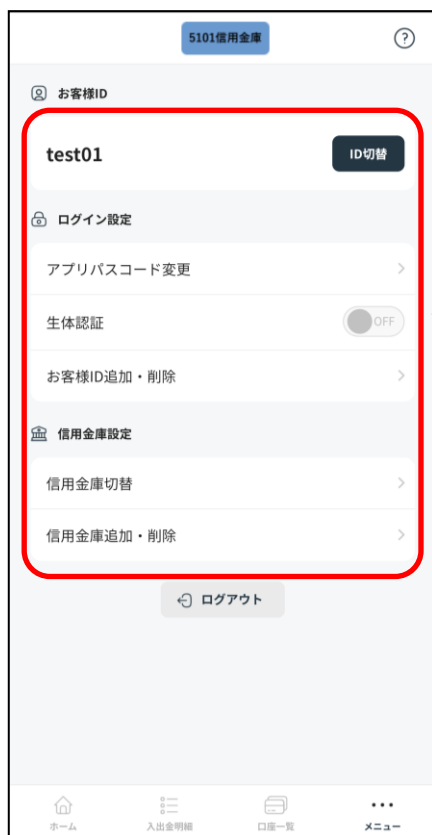 5101信用金庫
?
お客様ID
test01
ID切替
ログイン設定
アプリパスコード変更
生体認証
OFF
お客様ID追加・削除
信用金庫設定
信用金庫切替
信用金庫追加・削除
ログアウト
ホーム 入出金明細 口座一覧 メニュー